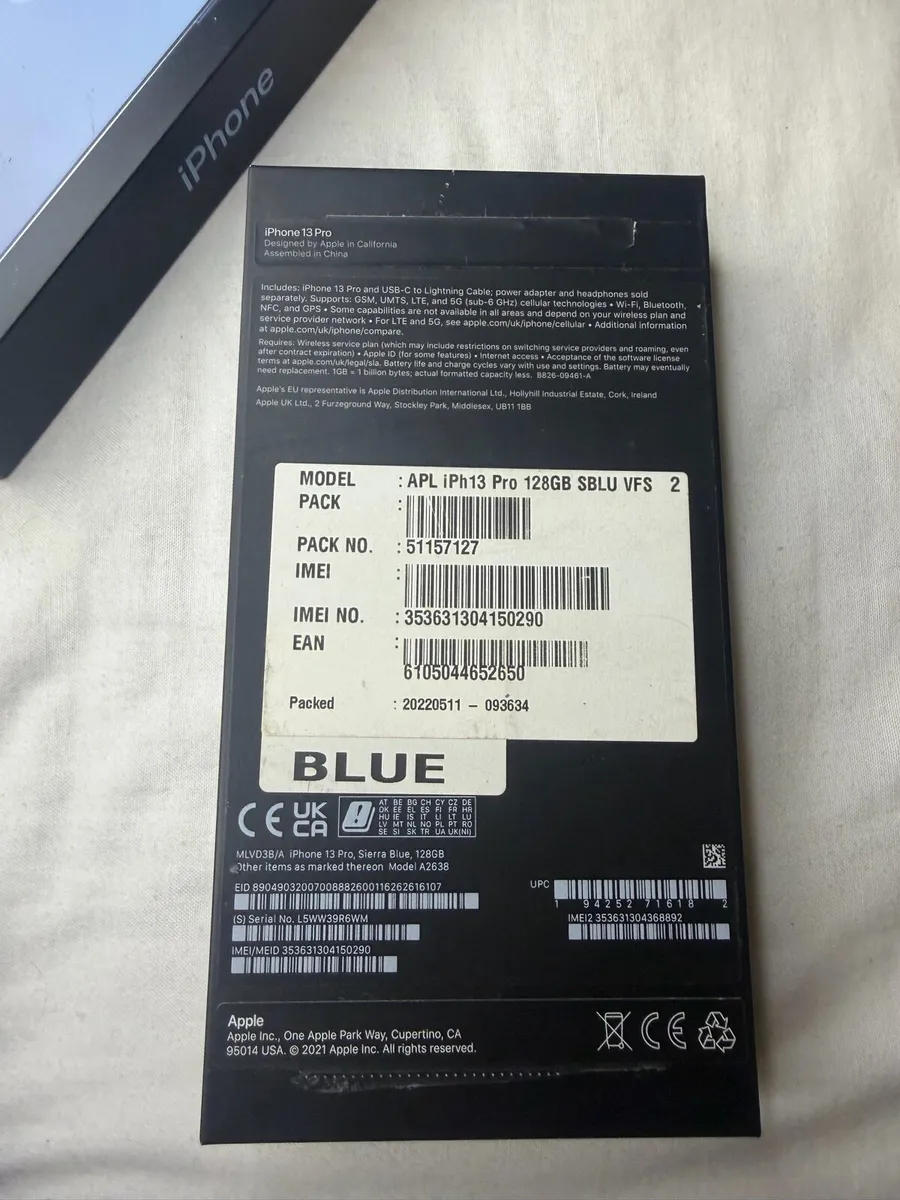 iPhone
iPhone 13 Pro
Designed by Apple in California
Assembled in China
Includes: iPhone 13 Pro and USB-C to Lightning Cable; power adapter and headphones sold
separately. Supports: GSM, UMTS, LTE, and 5G (sub-6 GHz) cellular technologies • Wi-Fi, Bluetooth,
NFC, and GPS • Some capabilities are not available in all areas and depend on your wireless plan and
service provider network • For LTE and 5G, see apple.com/uk/iphone/cellular • Additional information
at apple.com/uk/iphone/compare.
Requires: Wireless service plan (which may include restrictions on switching service providers and roaming, even
after contract expiration) • Apple ID (for some features) • Internet access • Acceptance of the software license
terms at apple.com/uk/legal/sla. Battery life and charge cycles vary with use and settings. Battery may eventually
need replacement. 1GB = 1 billion bytes; actual formatted capacity less. B826-09461-A
Apple's EU representative is Apple Distribution International Ltd., Hollyhill Industrial Estate, Cork, Ireland
Apple UK Ltd., 2 Furzeground Way, Stockley Park, Middlesex, UB11 1BB
MODEL : APL iPh13 Pro 128GB SBLU VFS 2
PACK :
PACK NO. : 51157127
IMEI :
IMEI NO. : 353631304150290
EAN :
6105044652650
Packed : 20220511 – 093634
BLUE
CE UK
CA
AT BE BG CH CY CZ DE
DK EE EL ES FI FR HR
HU IE IS IT LI LT LU
LV MT NL NO PL PT RO
SE SI SK TR UA UK(NI)
MLVD3B/A iPhone 13 Pro, Sierra Blue, 128GB
Other items as marked thereon Model A2638
EID 89049032007008882600116262616107
UPC
1 94252 71618 2
(S) Serial No. L5WW39R6WM
IMEI2 353631304368892
IMEI/MEID 353631304150290
Apple
Apple Inc., One Apple Park Way, Cupertino, CA
95014 USA. © 2021 Apple Inc. All rights reserved.
CE